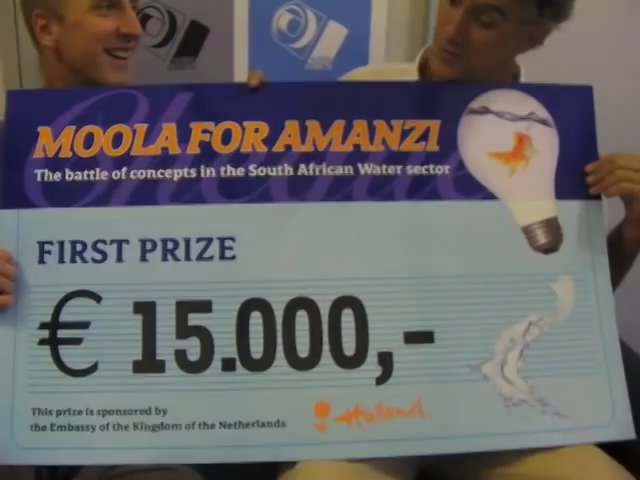 MOOLA FOR AMANZI
The battle of concepts in the South African Water sector
FIRST PRIZE
€ 15.000,-
This prize is sponsored by
the Embassy of the Kingdom of the Netherlands
Holland